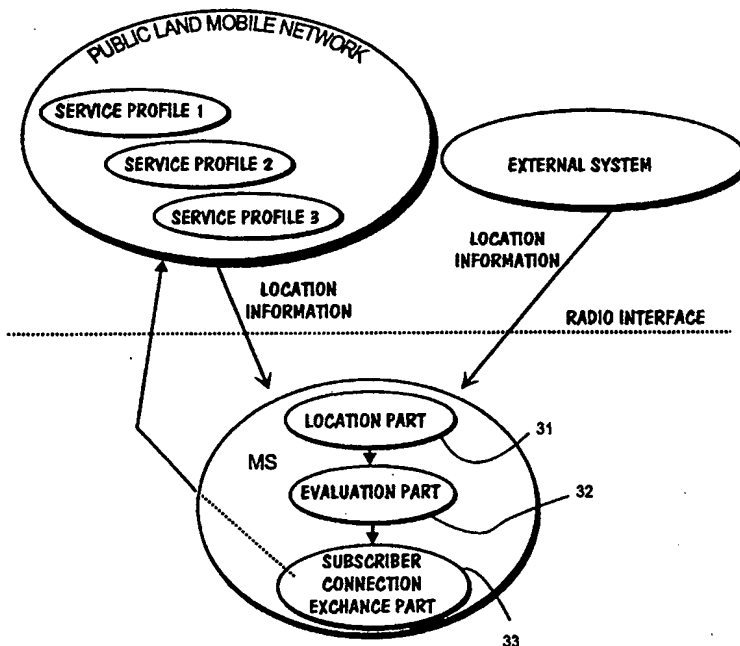 PUBLIC LAND MOBILE NETWORK
SERVICE PROFILE 1
SERVICE PROFILE 2
SERVICE PROFILE 3
EXTERNAL SYSTEM
LOCATION
INFORMATION
LOCATION
INFORMATION
RADIO INTERFACE
LOCATION PART
31
MS
EVALUATION PART
32
SUBSCRIBER
CONNECTION
EXCHANGE PART
33